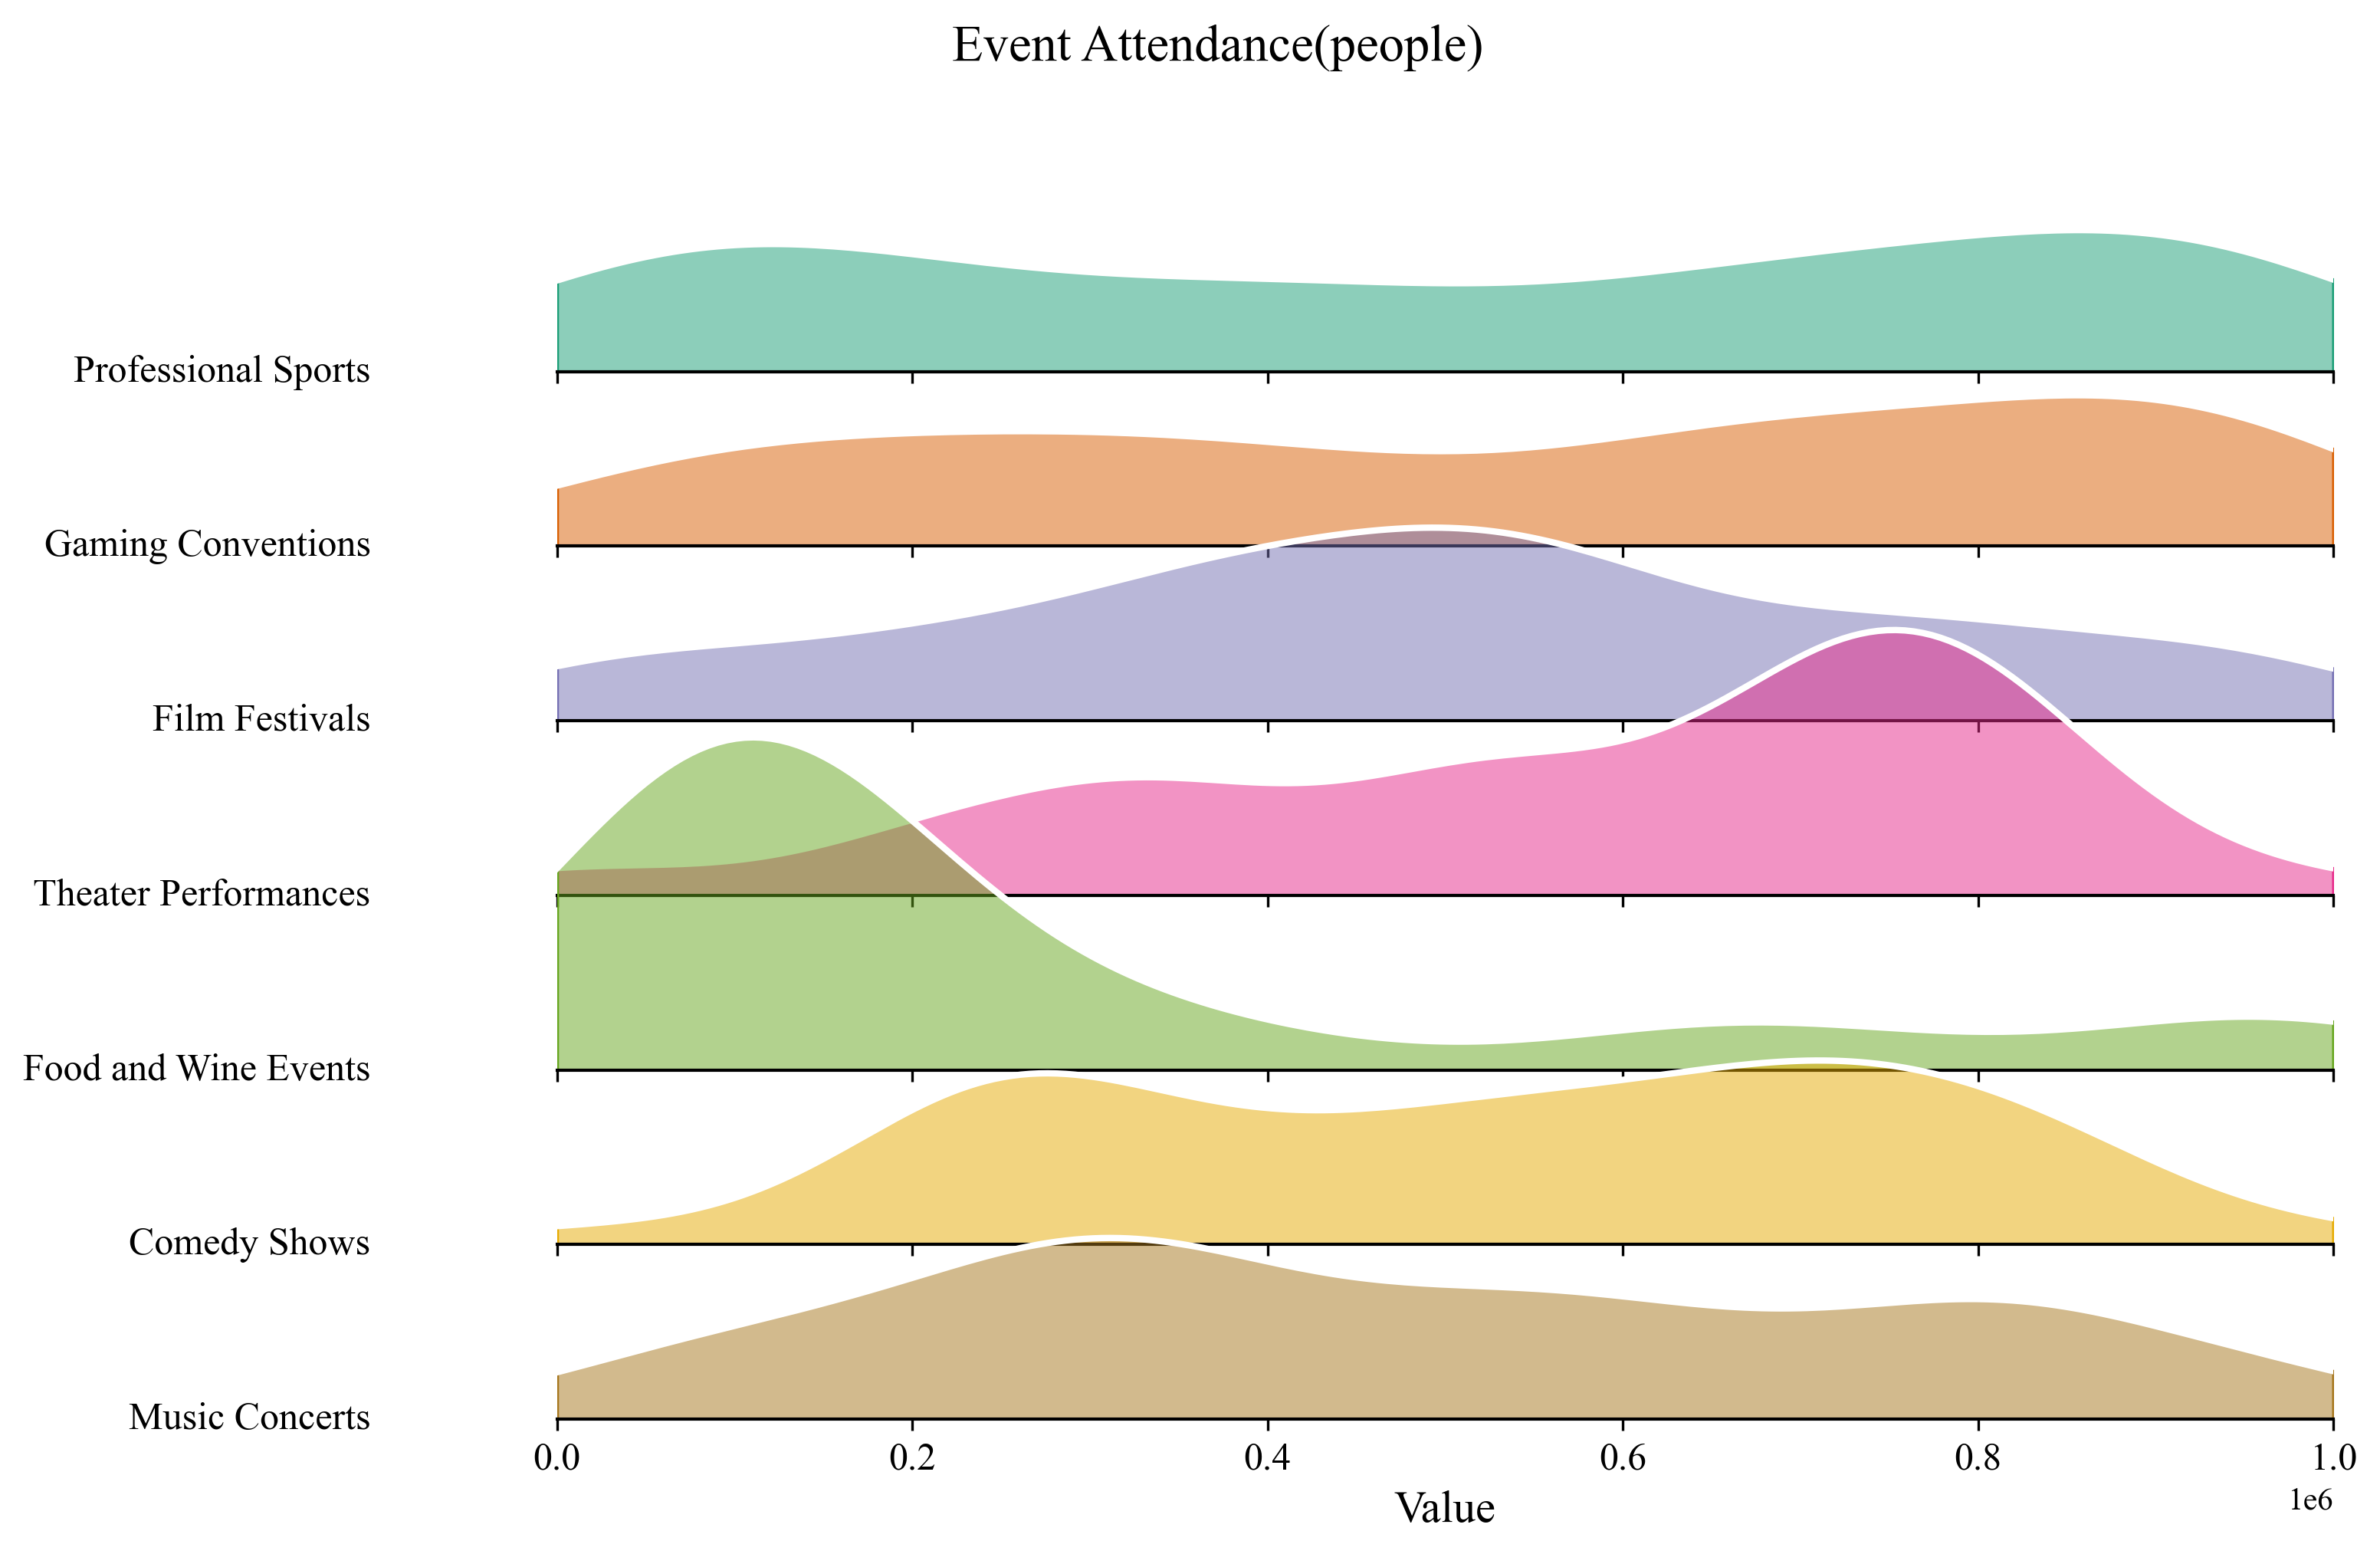 Event Attendance(people)
Professional Sports
Gaming Conventions
Film Festivals
Theater Performances
Food and Wine Events
Comedy Shows
Music Concerts
0.0 0.2 0.4 0.6 0.8 1.0
Value
1e6